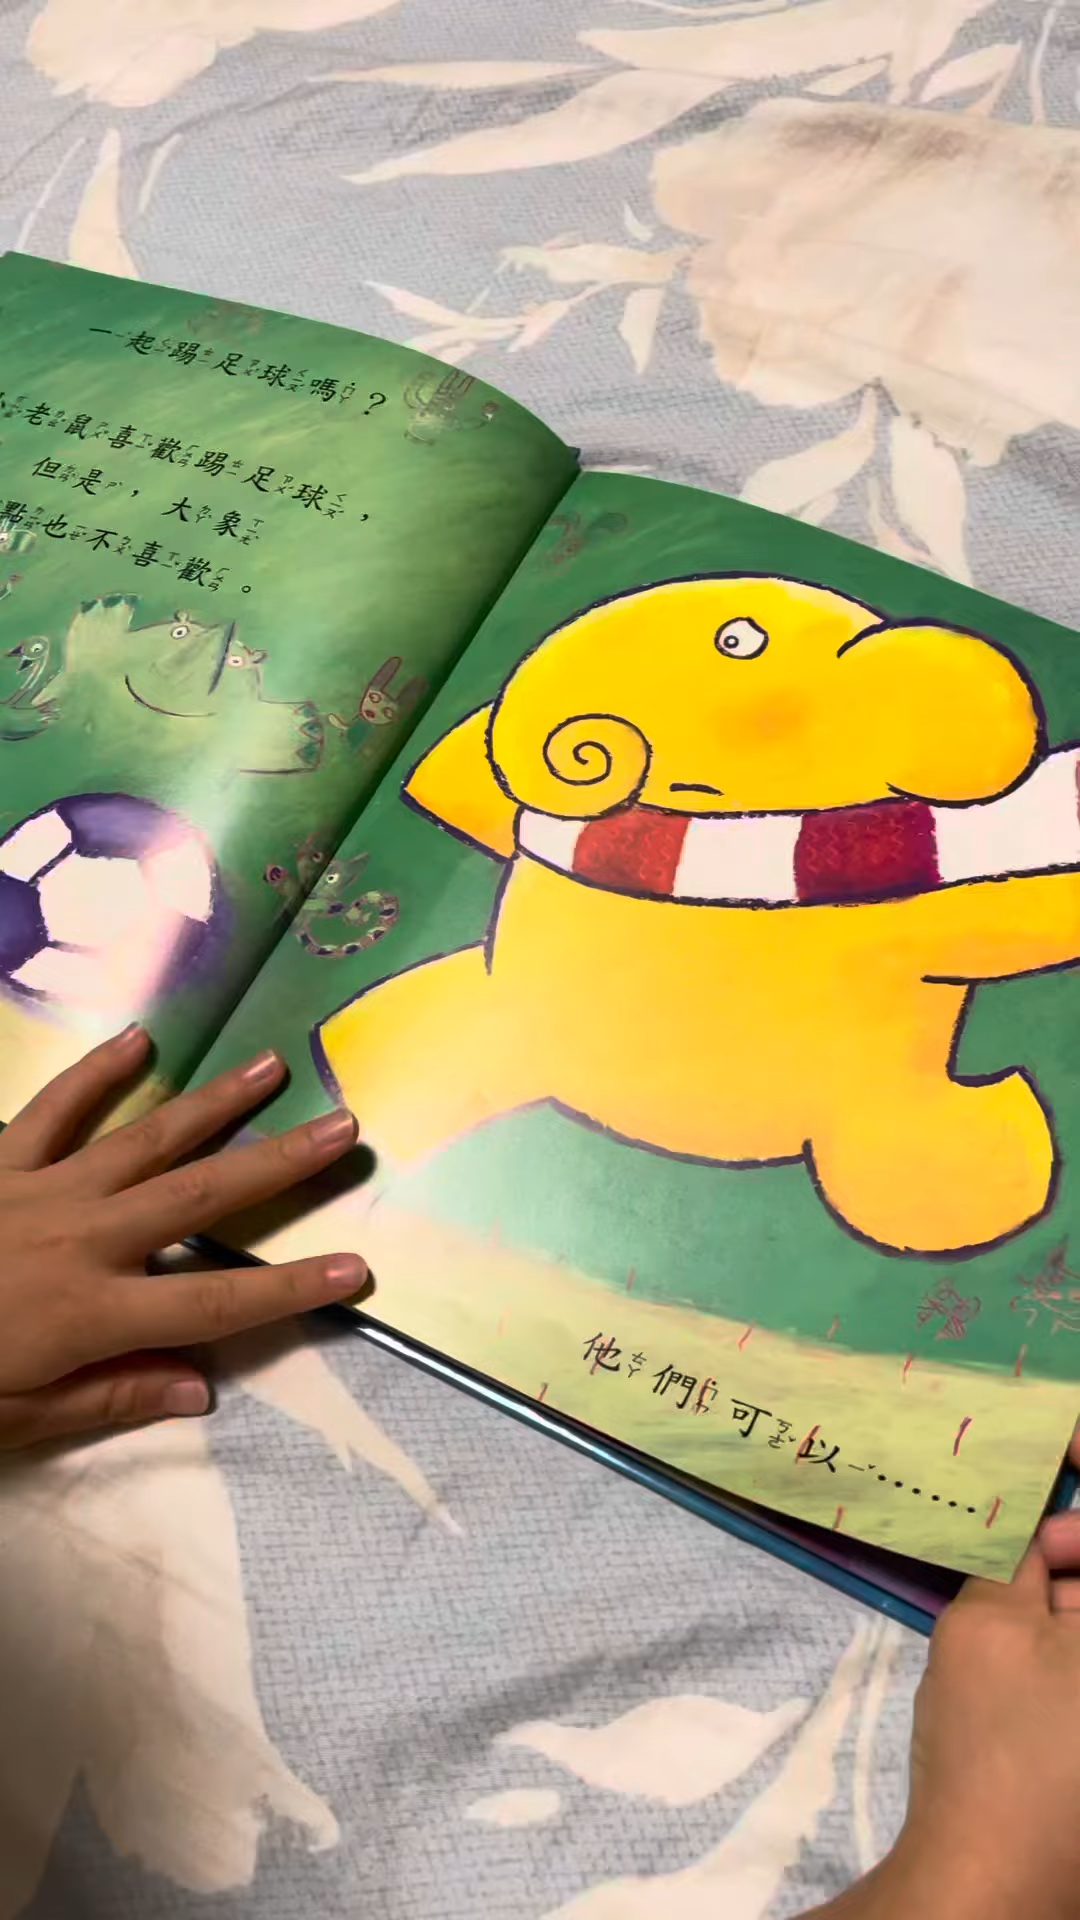 一起踢足球嗎？
小老鼠喜歡踢足球，
但是，大象
點也不喜歡。
他們可以……